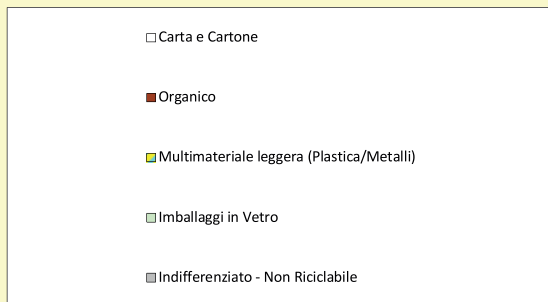 Carta e Cartone
Organico
Multimateriale leggera (Plastica/Metalli)
Imballaggi in Vetro
Indifferenziato - Non Riciclabile